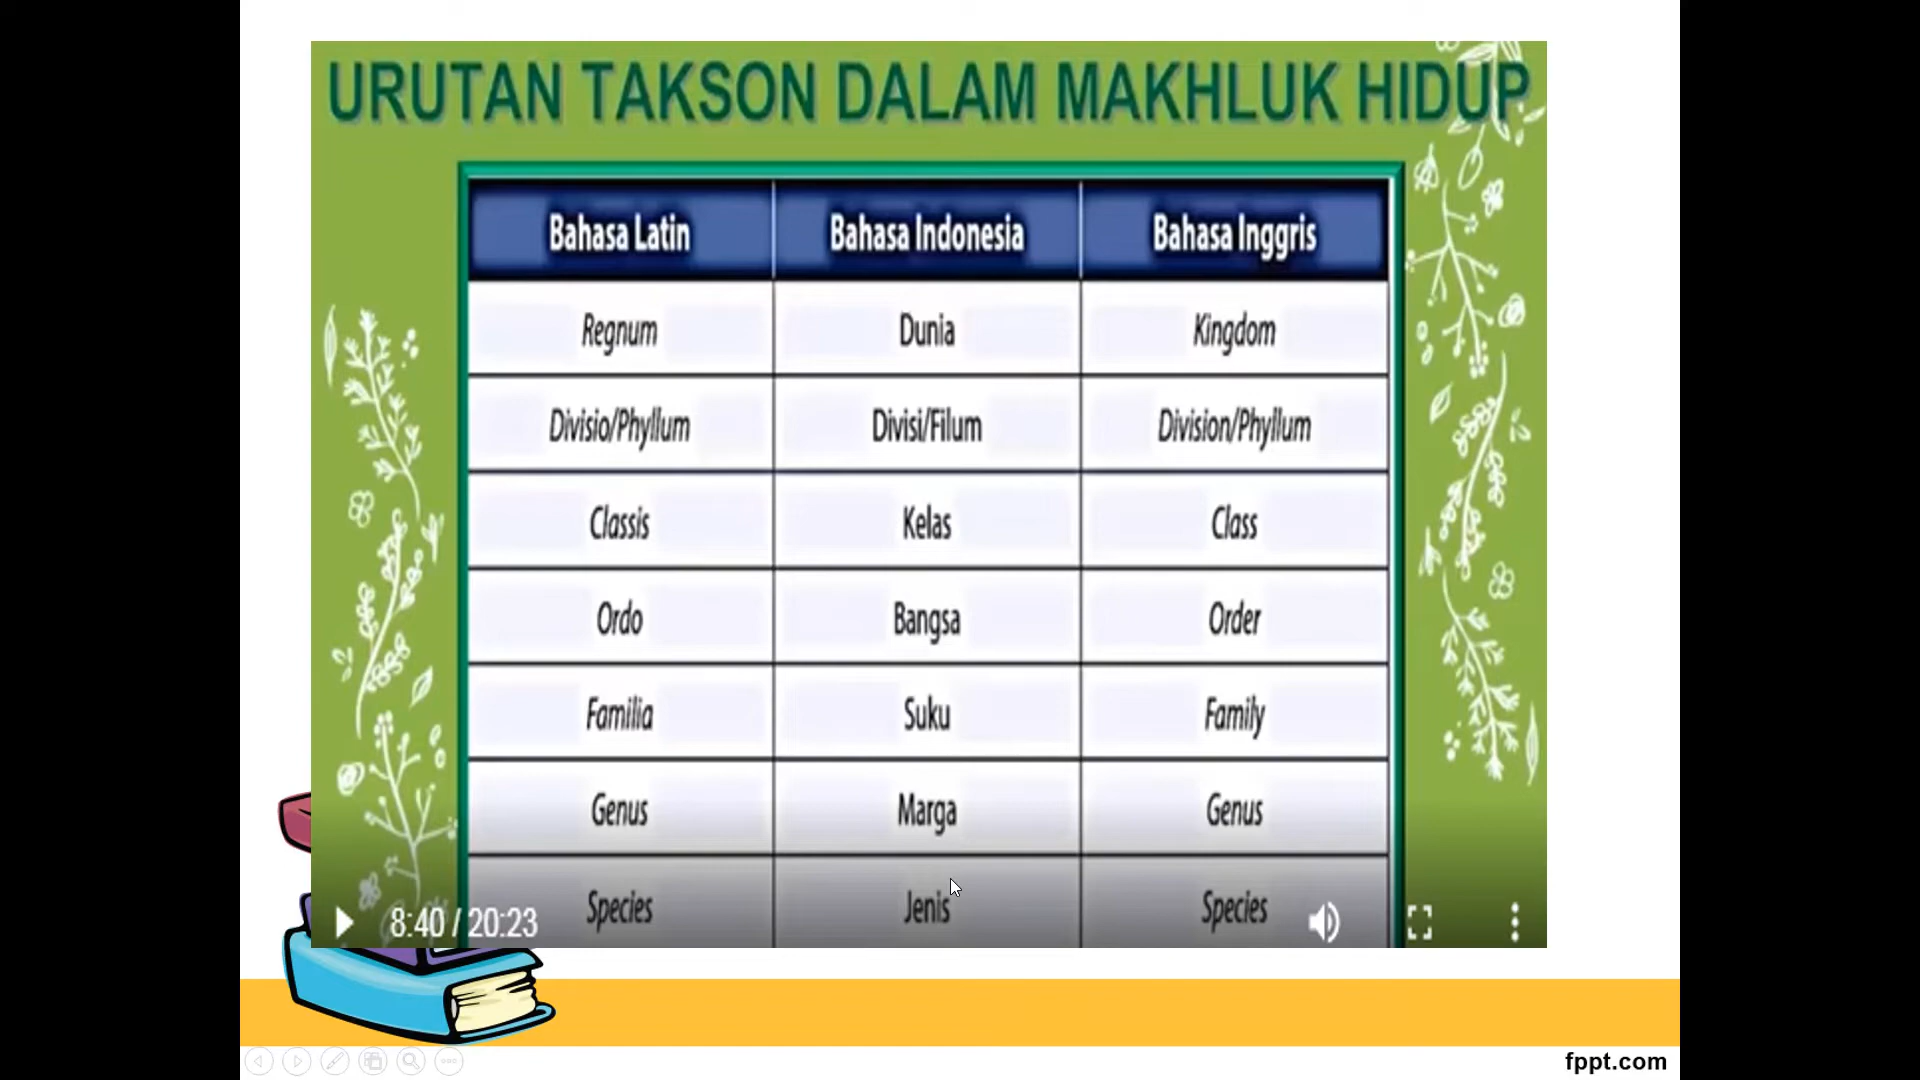 URUTAN TAKSON DALAM MAKHLUK HIDUP
Bahasa Latin Bahasa Indonesia Bahasa Inggris
Regnum Dunia Kingdom
Divisio/Phyllum Divisi/Filum Division/Phyllum
Classis Kelas Class
Ordo Bangsa Order
Familia Suku Family
Genus Marga Genus
Species Jenis Species
8:40 / 20:23
fppt.com